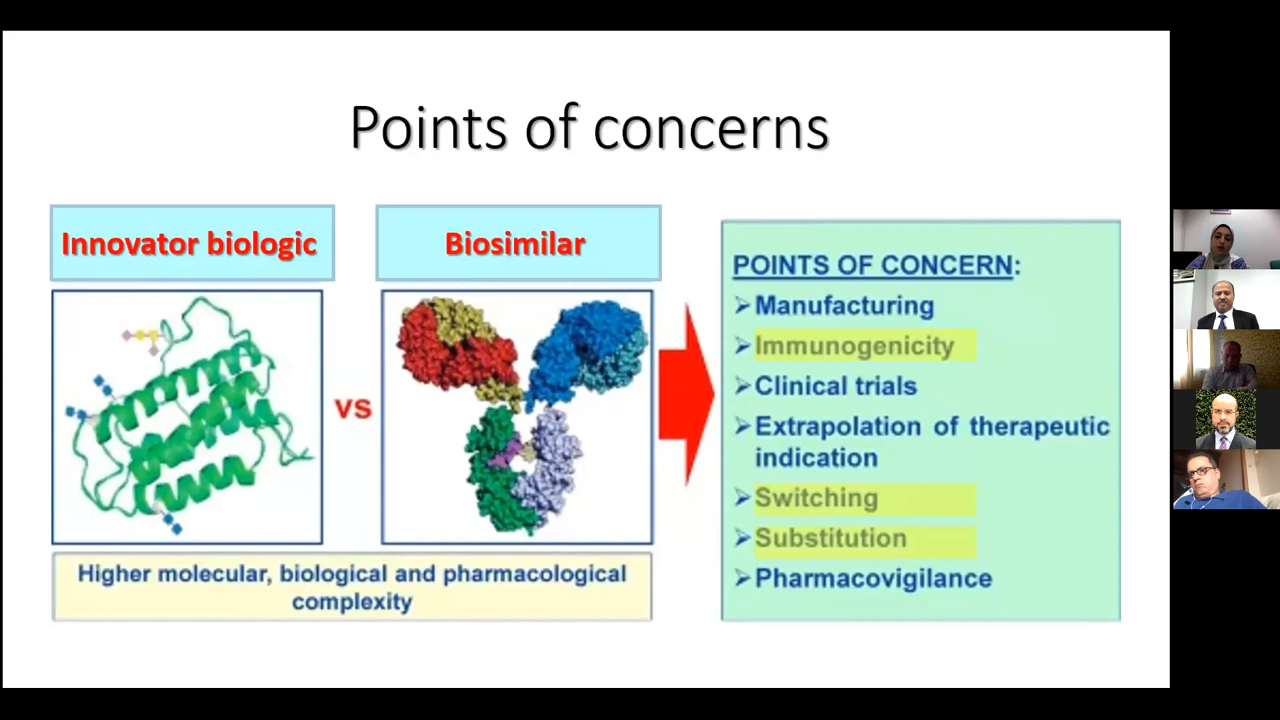 Points of concerns
Innovator biologic
Biosimilar
vs
Higher molecular, biological and pharmacological
complexity
POINTS OF CONCERN:
➢Manufacturing
➢Immunogenicity
➢Clinical trials
➢Extrapolation of therapeutic
indication
➢Switching
➢Substitution
➢Pharmacovigilance